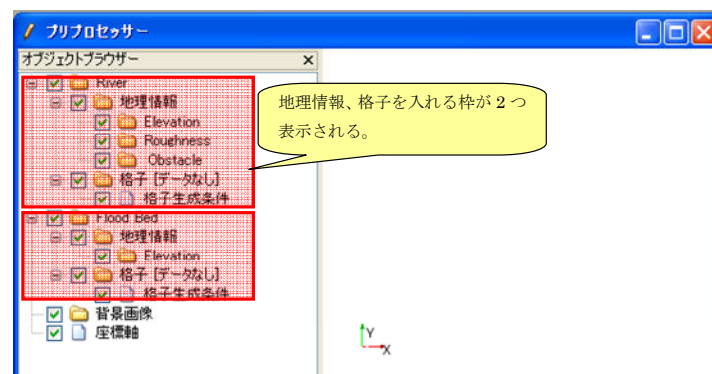 プリプロセッサー
オブジェクトブラウザー
River
地理情報
Elevation
Roughness
Obstacle
格子 [データなし]
格子生成条件
Flood Bed
地理情報
Elevation
格子 [データなし]
格子生成条件
背景画像
座標軸
地理情報、格子を入れる枠が 2 つ
表示される。
Y
X